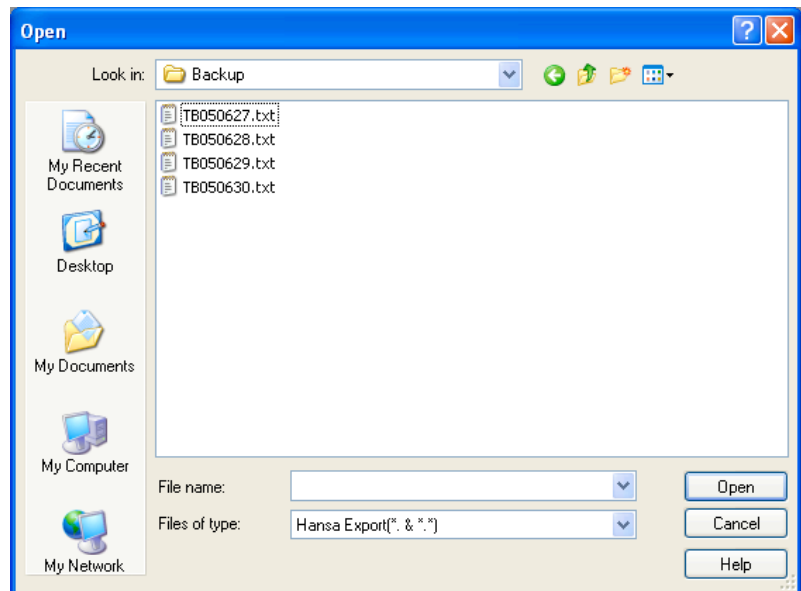 Open
Look in: Backup
TB050627.txt
TB050628.txt
TB050629.txt
TB050630.txt
My Recent
Documents
Desktop
My Documents
My Computer
My Network
File name:
Open
Files of type: Hansa Export(*. & *.*)
Cancel
Help